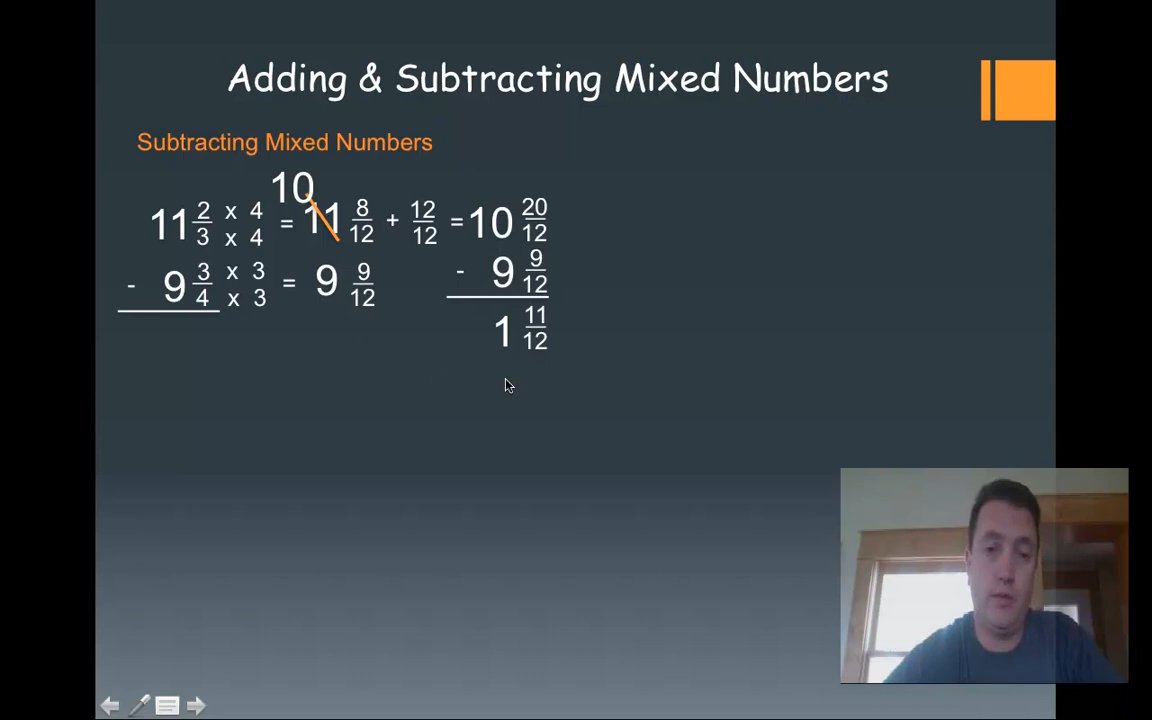 Adding & Subtracting Mixed Numbers
Subtracting Mixed Numbers
10
11 2/3 x 4 / x 4 = 11 8/12 + 12/12 = 10 20/12
- 9 3/4 x 3 / x 3 = 9 9/12 - 9 9/12
1 11/12